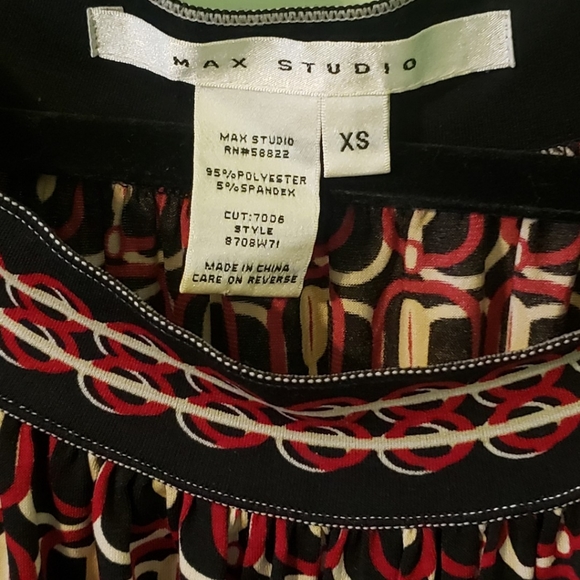 MAX STUDIO
XS
MAX STUDIO
RN#58822
95%POLYESTER
5%SPANDEX
CUT:7006
STYLE
8708W71
MADE IN CHINA
CARE ON REVERSE